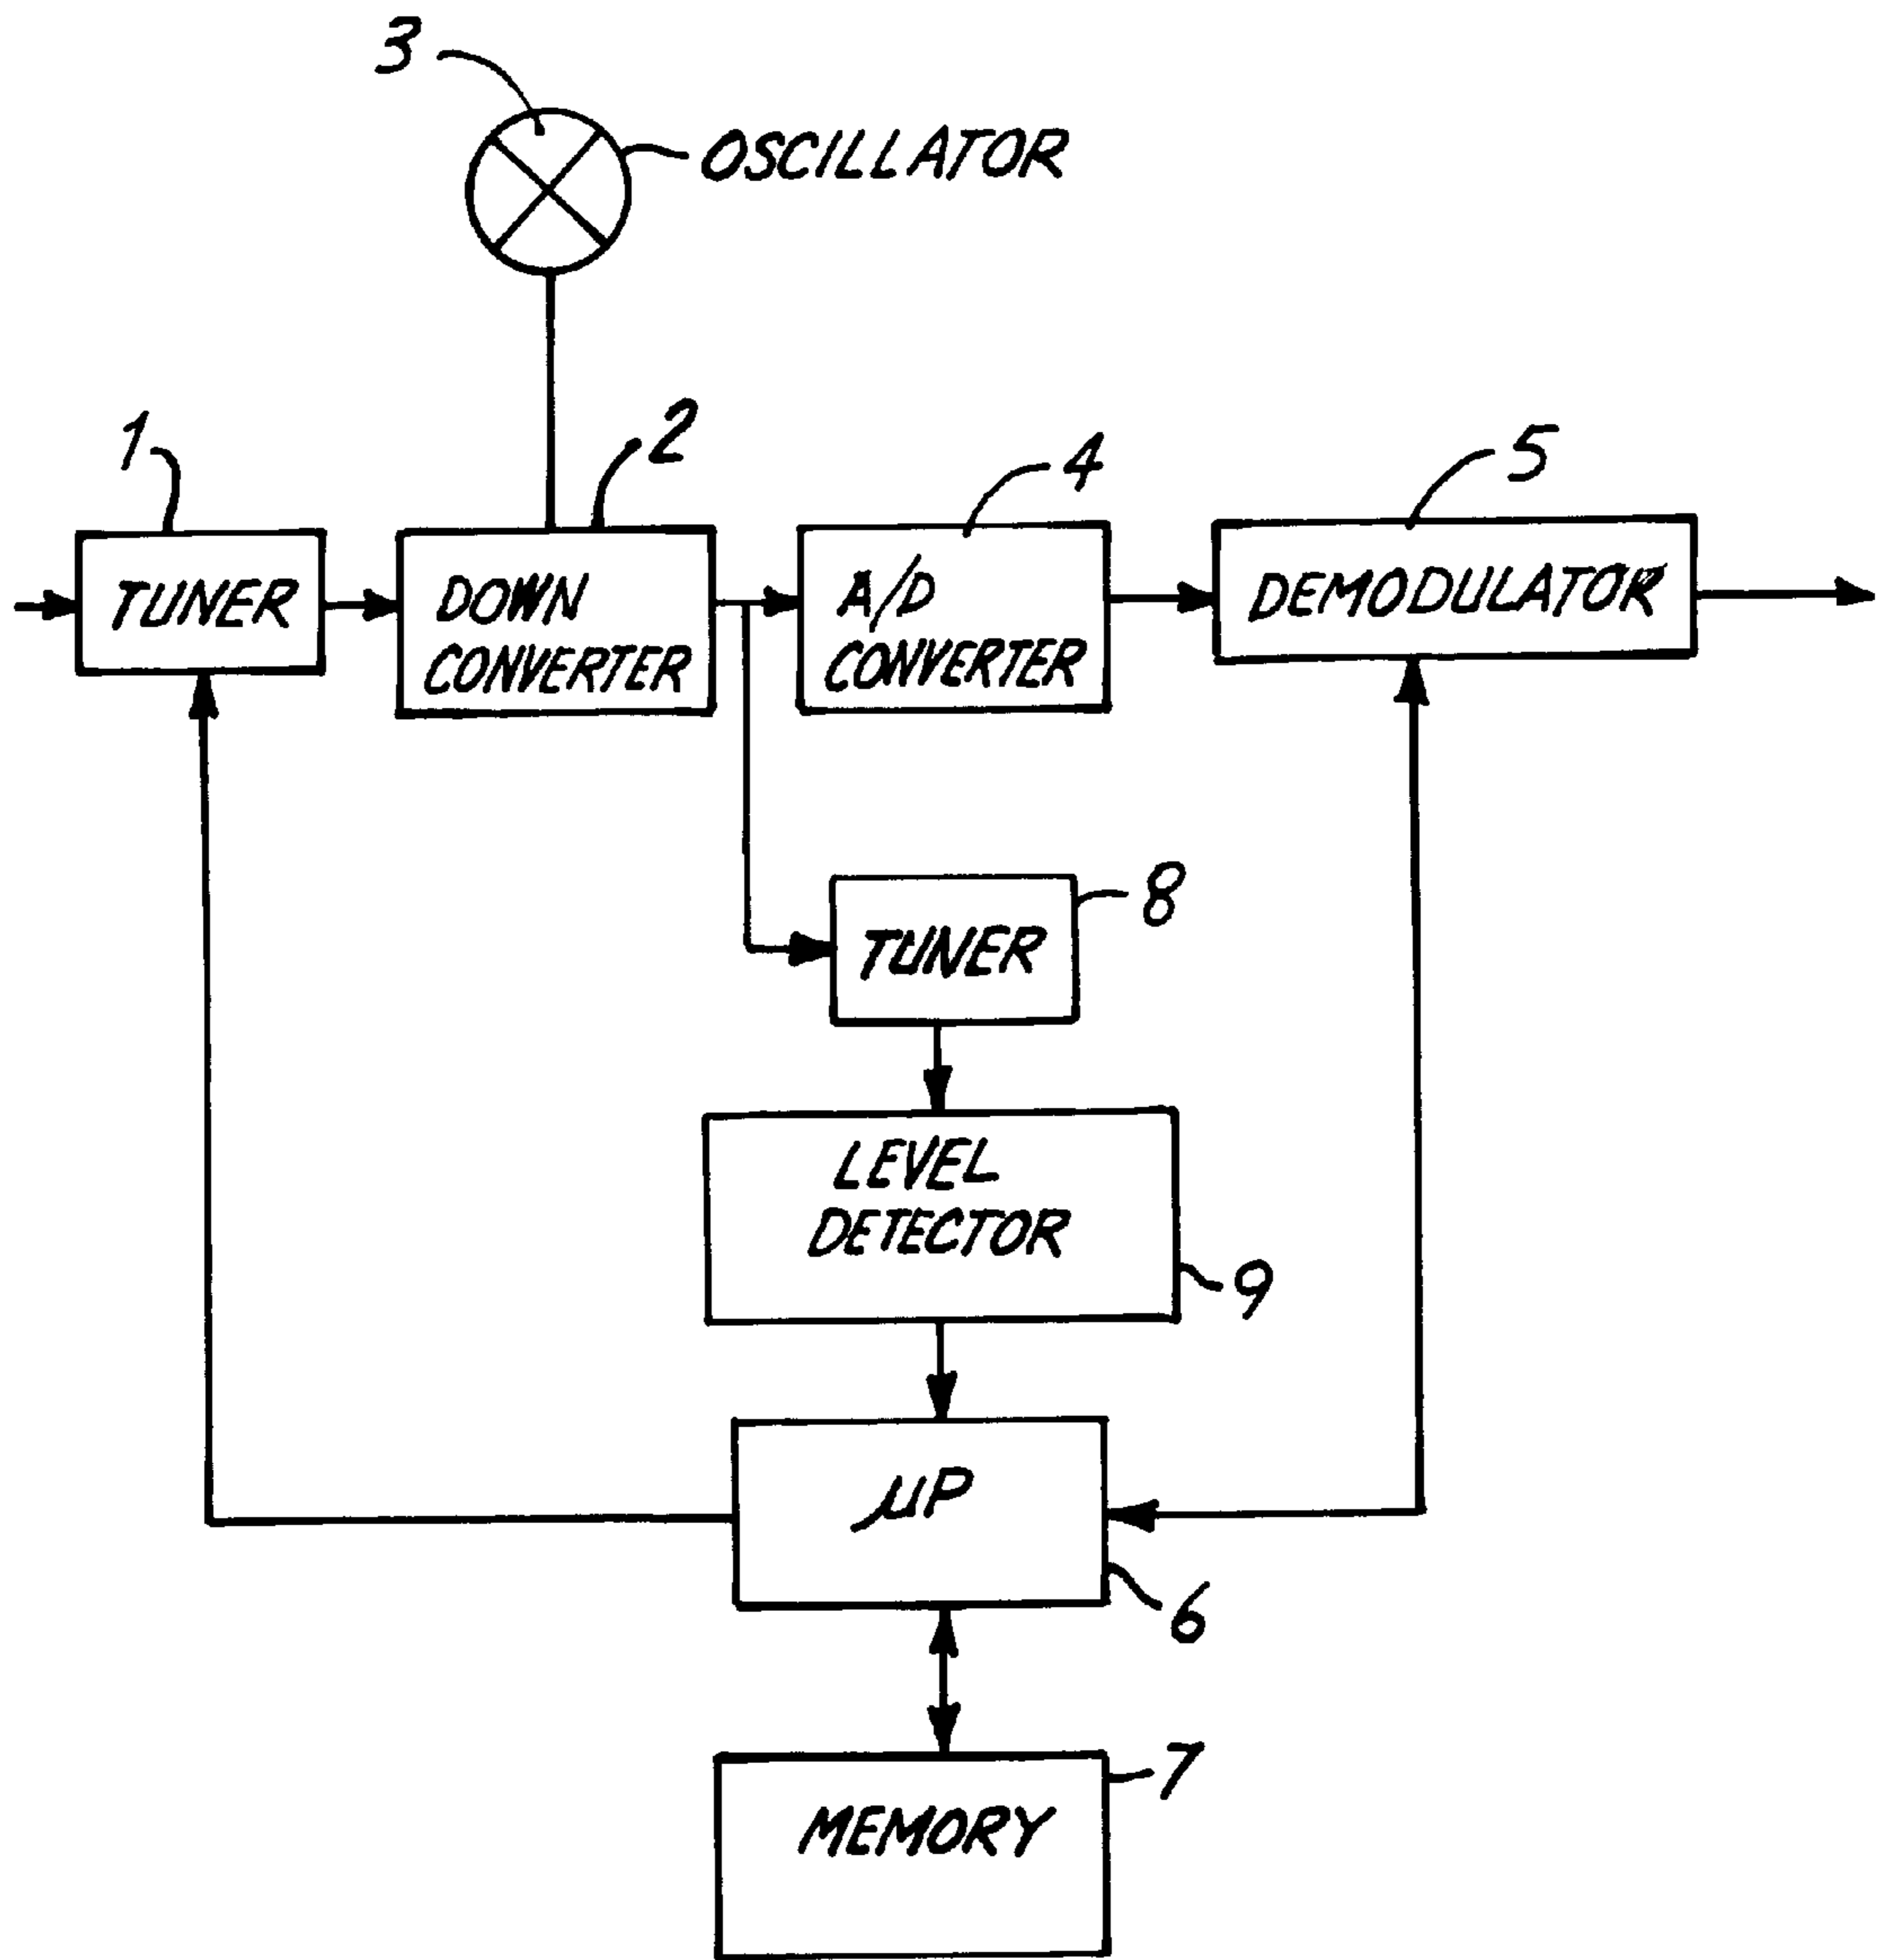 3
OSCILLATOR
1
2
4
5
TUNER
DOWN
CONVERTER
A/D
CONVERTER
DEMODULATOR
8
TUNER
LEVEL
DETECTOR
9
μP
6
7
MEMORY